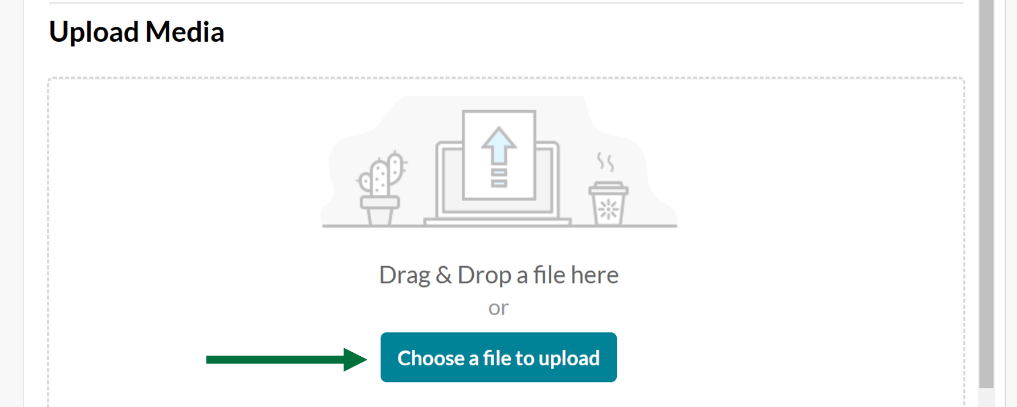 Upload Media
Drag & Drop a file here
or
Choose a file to upload